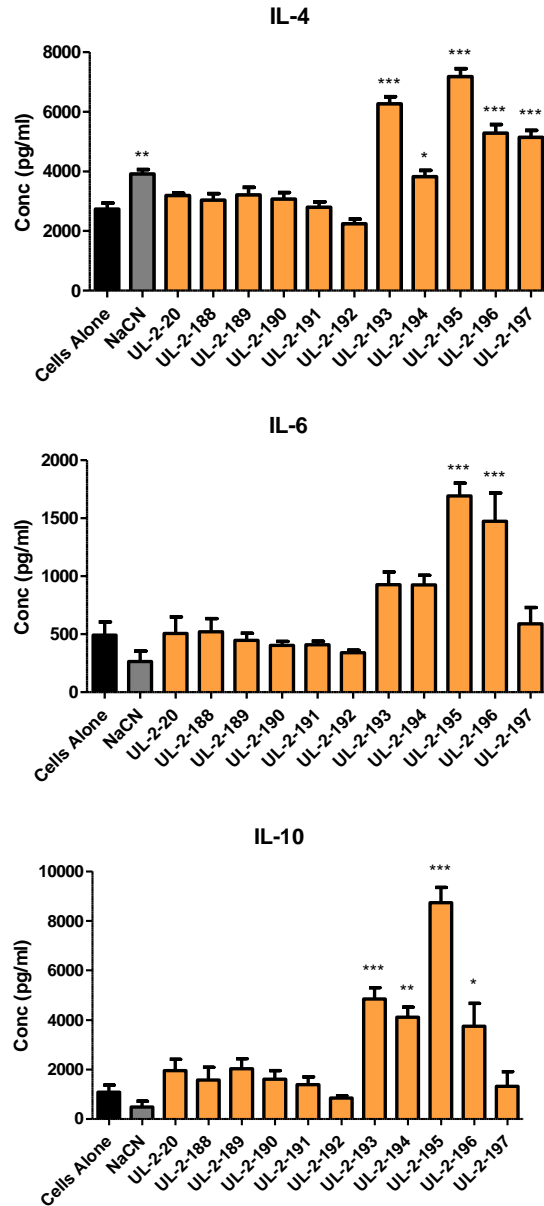 IL-4
Conc (pg/ml)
8000
6000
4000
2000
0
**
***
*
***
***
***
Cells Alone
NaCN
UL-2-20
UL-2-188
UL-2-189
UL-2-190
UL-2-191
UL-2-192
UL-2-193
UL-2-194
UL-2-195
UL-2-196
UL-2-197
IL-6
Conc (pg/ml)
2000
1500
1000
500
0
***
***
Cells Alone
NaCN
UL-2-20
UL-2-188
UL-2-189
UL-2-190
UL-2-191
UL-2-192
UL-2-193
UL-2-194
UL-2-195
UL-2-196
UL-2-197
IL-10
Conc (pg/ml)
10000
8000
6000
4000
2000
0
***
**
***
*
Cells Alone
NaCN
UL-2-20
UL-2-188
UL-2-189
UL-2-190
UL-2-191
UL-2-192
UL-2-193
UL-2-194
UL-2-195
UL-2-196
UL-2-197